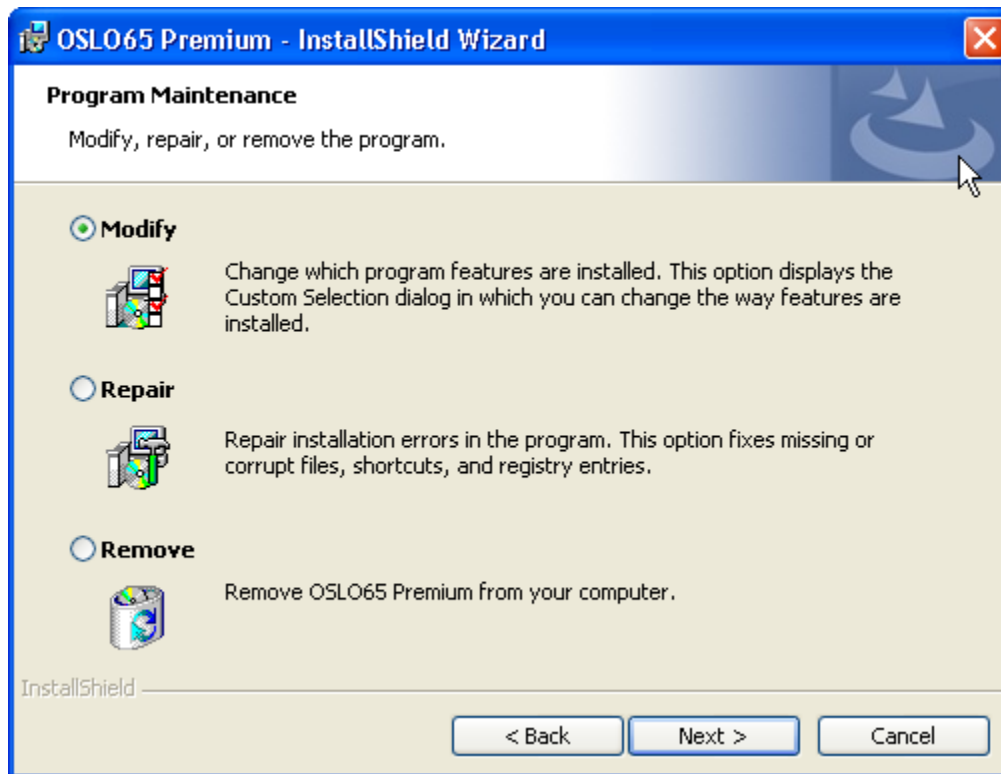 OSLO65 Premium - InstallShield Wizard
Program Maintenance
Modify, repair, or remove the program.
Modify
Change which program features are installed. This option displays the
Custom Selection dialog in which you can change the way features are
installed.
Repair
Repair installation errors in the program. This option fixes missing or
corrupt files, shortcuts, and registry entries.
Remove
Remove OSLO65 Premium from your computer.
InstallShield
< Back
Next >
Cancel